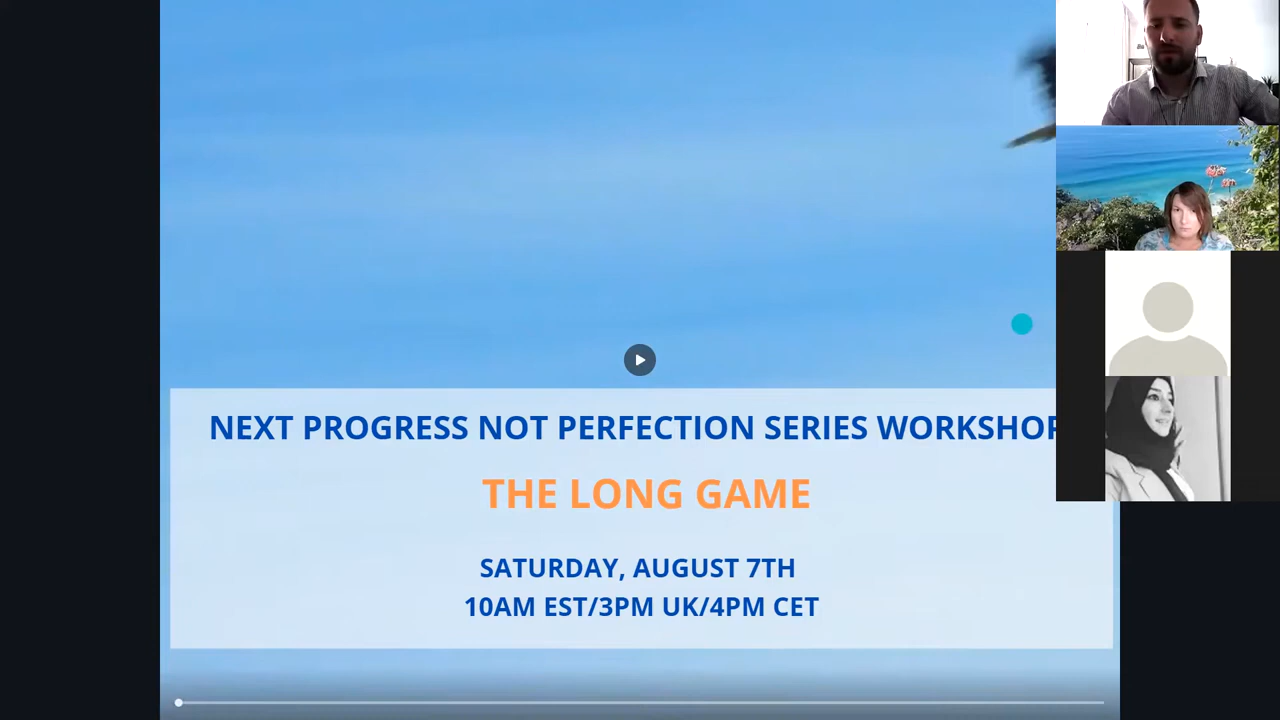 NEXT PROGRESS NOT PERFECTION SERIES WORKSHOP
THE LONG GAME
SATURDAY, AUGUST 7TH
10AM EST/3PM UK/4PM CET